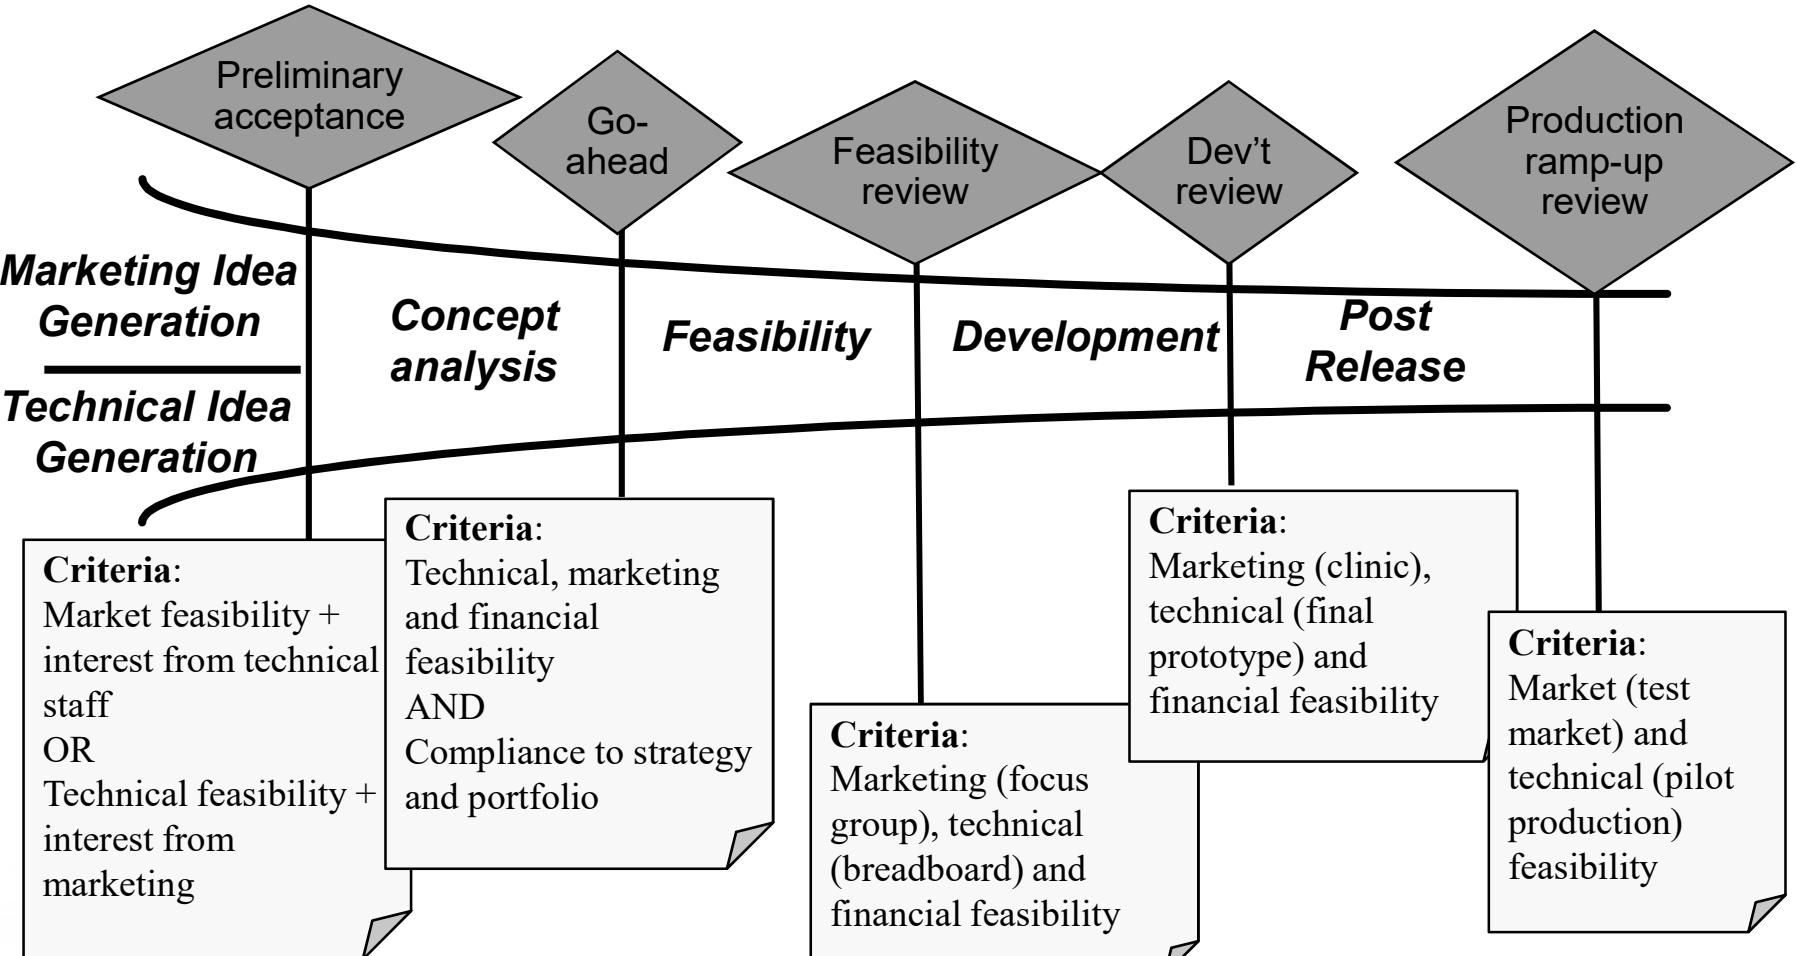 Preliminary
acceptance
Go-
ahead
Feasibility
review
Dev’t
review
Production
ramp-up
review
Marketing Idea
Generation
Technical Idea
Generation
Concept
analysis
Feasibility
Development
Post
Release
Criteria:
Market feasibility +
interest from technical
staff
OR
Technical feasibility +
interest from
marketing
Criteria:
Technical, marketing
and financial
feasibility
AND
Compliance to strategy
and portfolio
Criteria:
Marketing (focus
group), technical
(breadboard) and
financial feasibility
Criteria:
Marketing (clinic),
technical (final
prototype) and
financial feasibility
Criteria:
Market (test
market) and
technical (pilot
production)
feasibility